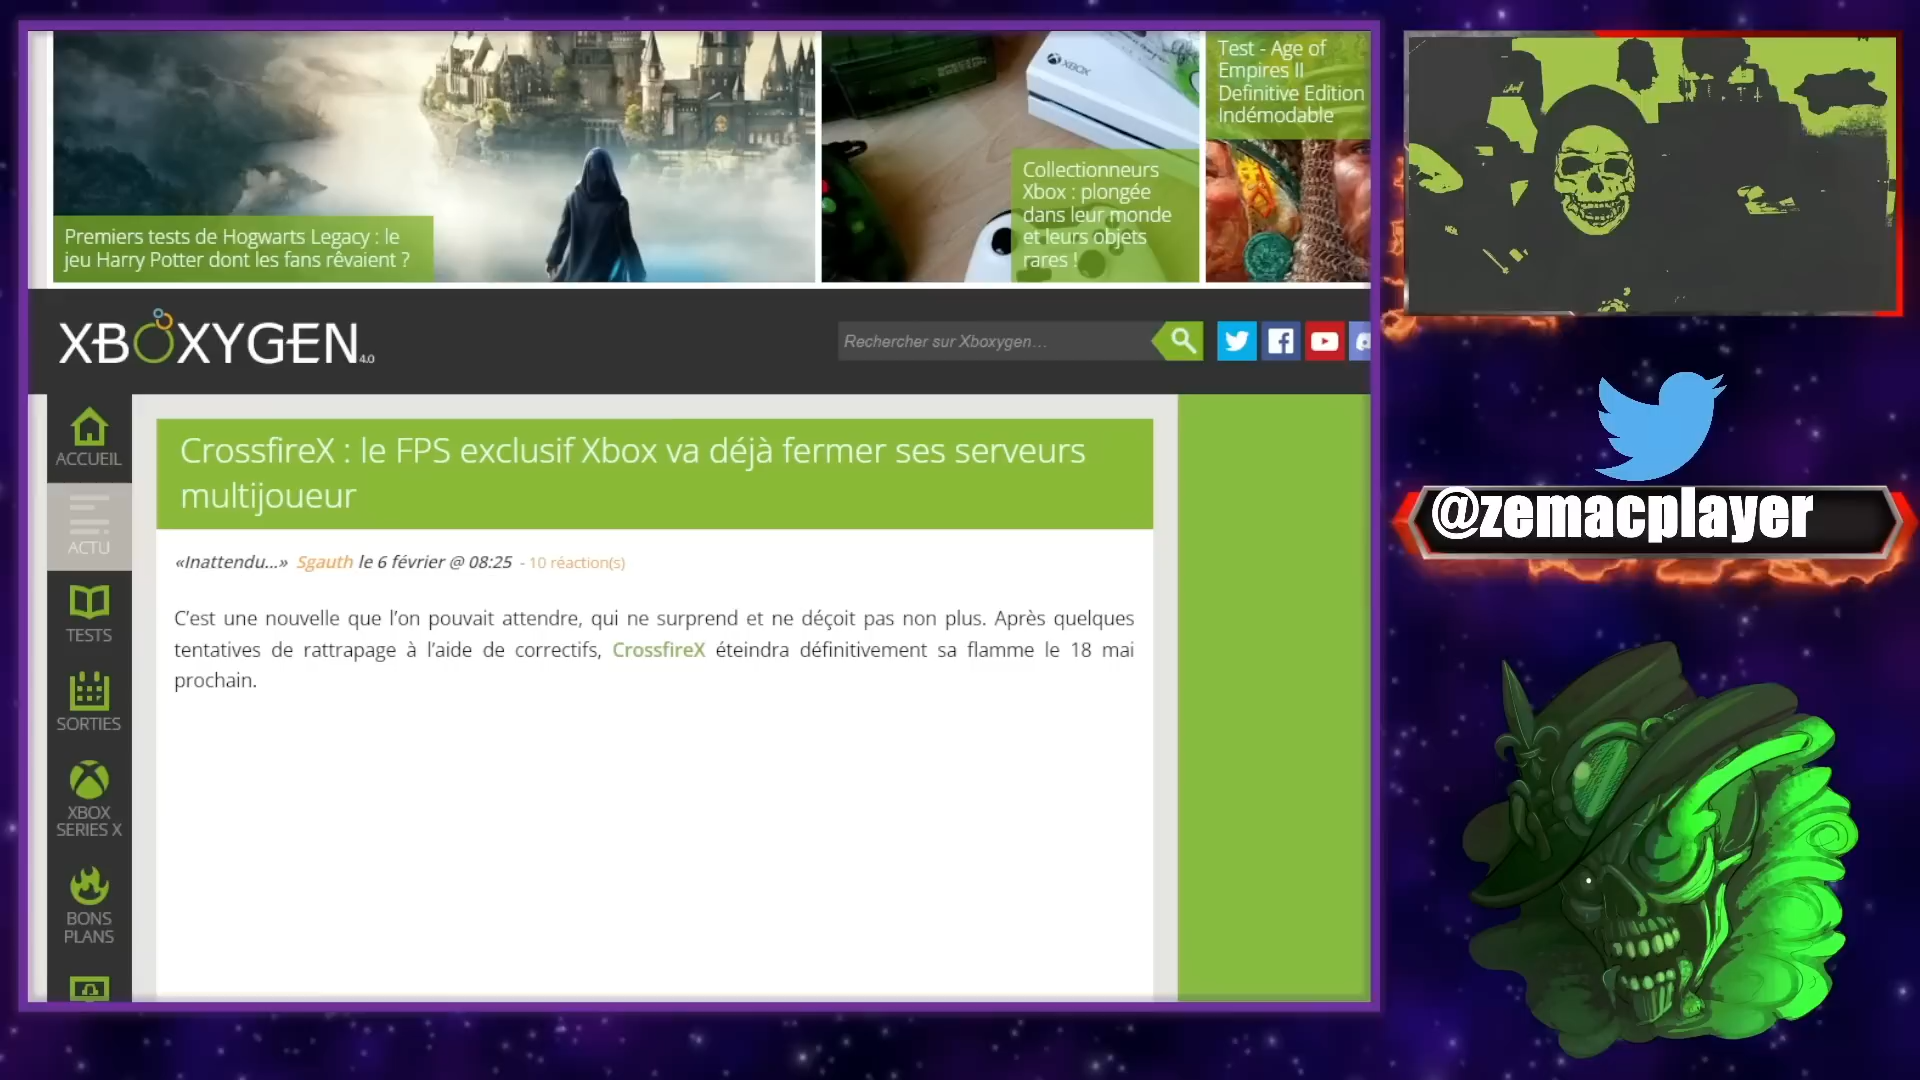 Premiers tests de Hogwarts Legacy : le
jeu Harry Potter dont les fans rêvaient ?
XBOX
Collectionneurs
Xbox : plongée
dans leur monde
et leurs objets
rares !
Test - Age of
Empires II
Definitive Edition
Indémodable
XBOXYGEN 4.0
Rechercher sur Xboxygen...
ACCUEIL
ACTU
TESTS
SORTIES
XBOX
SERIES X
BONS
PLANS
CrossfireX : le FPS exclusif Xbox va déjà fermer ses serveurs
multijoueur
«Inattendu...» Sgauth le 6 février @ 08:25 - 10 réaction(s)
C’est une nouvelle que l’on pouvait attendre, qui ne surprend et ne déçoit pas non plus. Après quelques
tentatives de rattrapage à l’aide de correctifs, CrossfireX éteindra définitivement sa flamme le 18 mai
prochain.
@zemacplayer